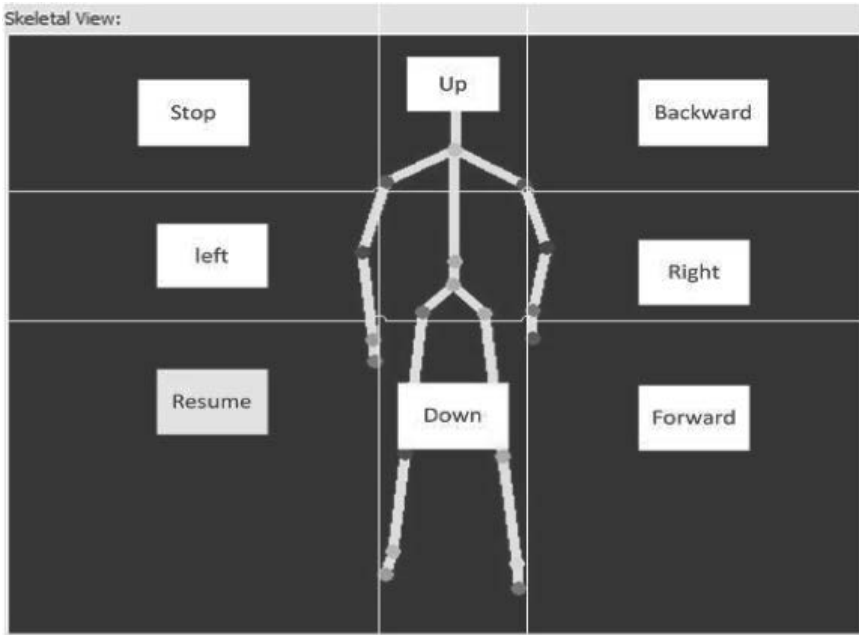 Skeletal View:
Stop
Up
Backward
left
Right
Resume
Down
Forward